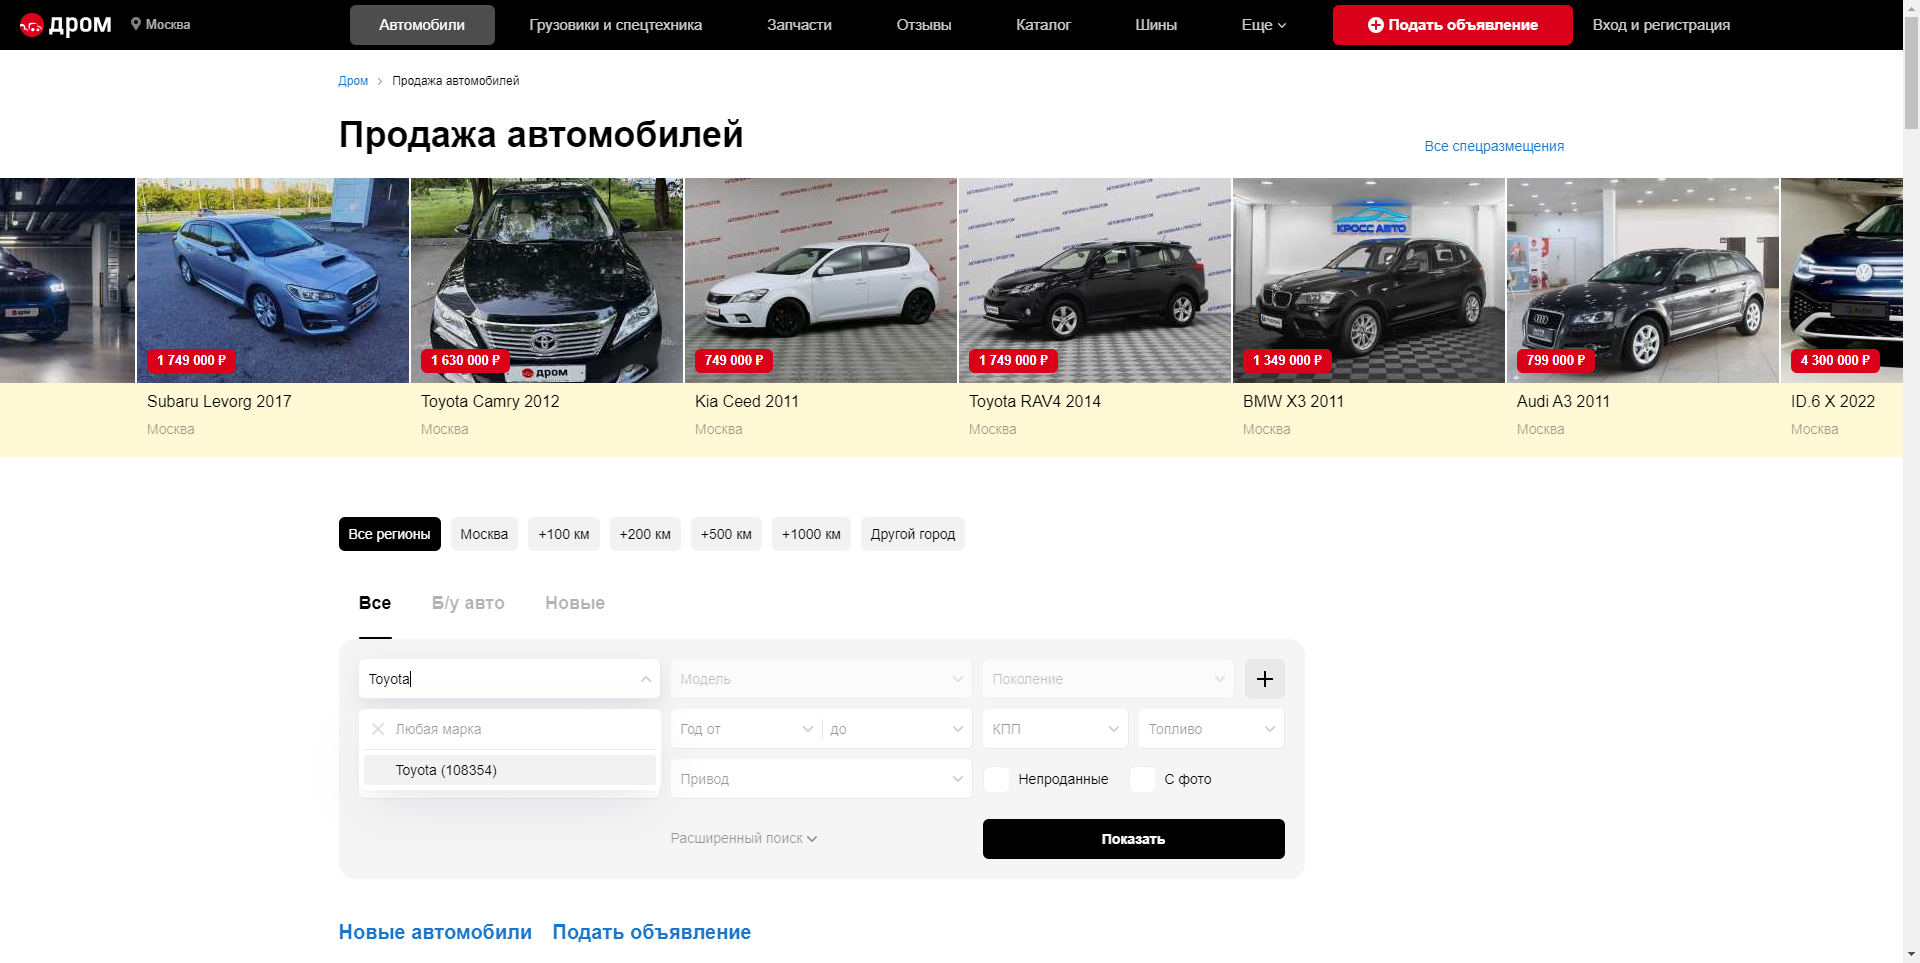 дром Москва Автомобили Грузовики и спецтехника Запчасти Отзывы Каталог Шины Еще Подать объявление Вход и регистрация
Дром > Продажа автомобилей
Продажа автомобилей
Все спецразмещения
КРОСС АВТО
дром
1 749 000 ₽
1 630 000 ₽
749 000 ₽
1 749 000 ₽
1 349 000 ₽
799 000 ₽
4 300 000 ₽
Subaru Levorg 2017
Toyota Camry 2012
Kia Ceed 2011
Toyota RAV4 2014
BMW X3 2011
Audi A3 2011
ID.6 X 2022
Москва
Москва
Москва
Москва
Москва
Москва
Москва
Все регионы Москва +100 км +200 км +500 км +1000 км Другой город
Все Б/у авто Новые
Toyota Модель Поколение
Любая марка Год от до КПП Топливо
Toyota (108354)
Привод Непроданные С фото
Расширенный поиск Показать
Новые автомобили Подать объявление